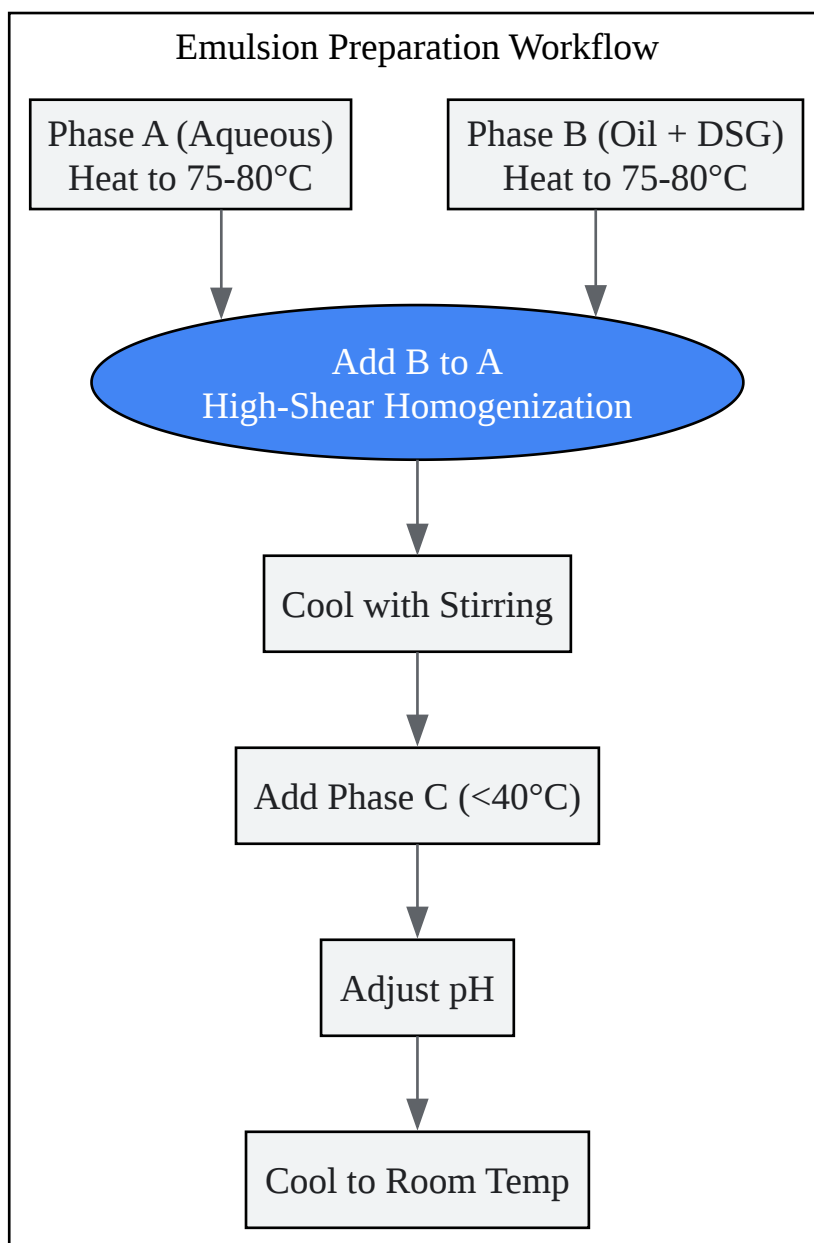 Emulsion Preparation Workflow
Phase A (Aqueous)
Heat to 75-80°C
Phase B (Oil + DSG)
Heat to 75-80°C
Add B to A
High-Shear Homogenization
Cool with Stirring
Add Phase C (<40°C)
Adjust pH
Cool to Room Temp